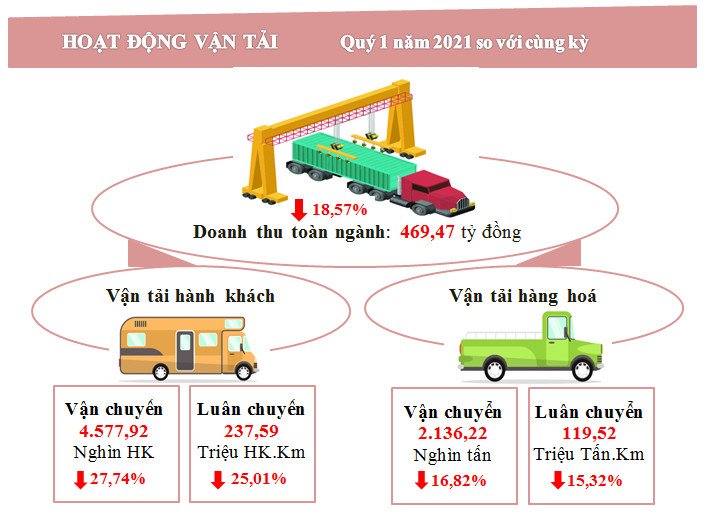 HOẠT ĐỘNG VẬN TẢI Quý 1 năm 2021 so với cùng kỳ
18,57%
Doanh thu toàn ngành: 469,47 tỷ đồng
Vận tải hành khách
Vận tải hàng hoá
Vận chuyến
4.577,92
Nghìn HK
27,74%
Luân chuyến
237,59
Triệu HK.Km
25,01%
Vận chuyển
2.136,22
Nghìn tấn
16,82%
Luân chuyển
119,52
Triệu Tấn.Km
15,32%